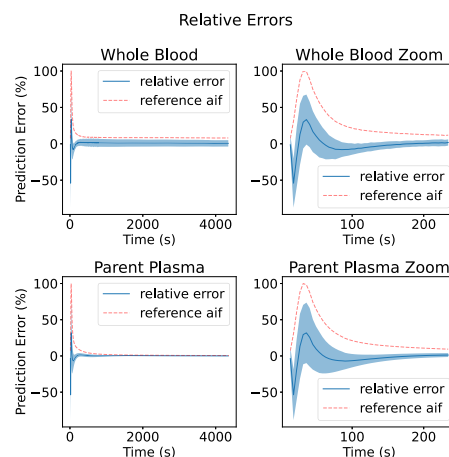 Relative Errors
Whole Blood
Whole Blood Zoom
Prediction Error (%)
100
50
0
−50
relative error
reference aif
0
2000
4000
Time (s)
100
50
0
−50
relative error
reference aif
100
200
Time (s)
Parent Plasma
Parent Plasma Zoom
Prediction Error (%)
100
50
0
−50
relative error
reference aif
0
2000
4000
Time (s)
100
50
0
−50
relative error
reference aif
100
200
Time (s)